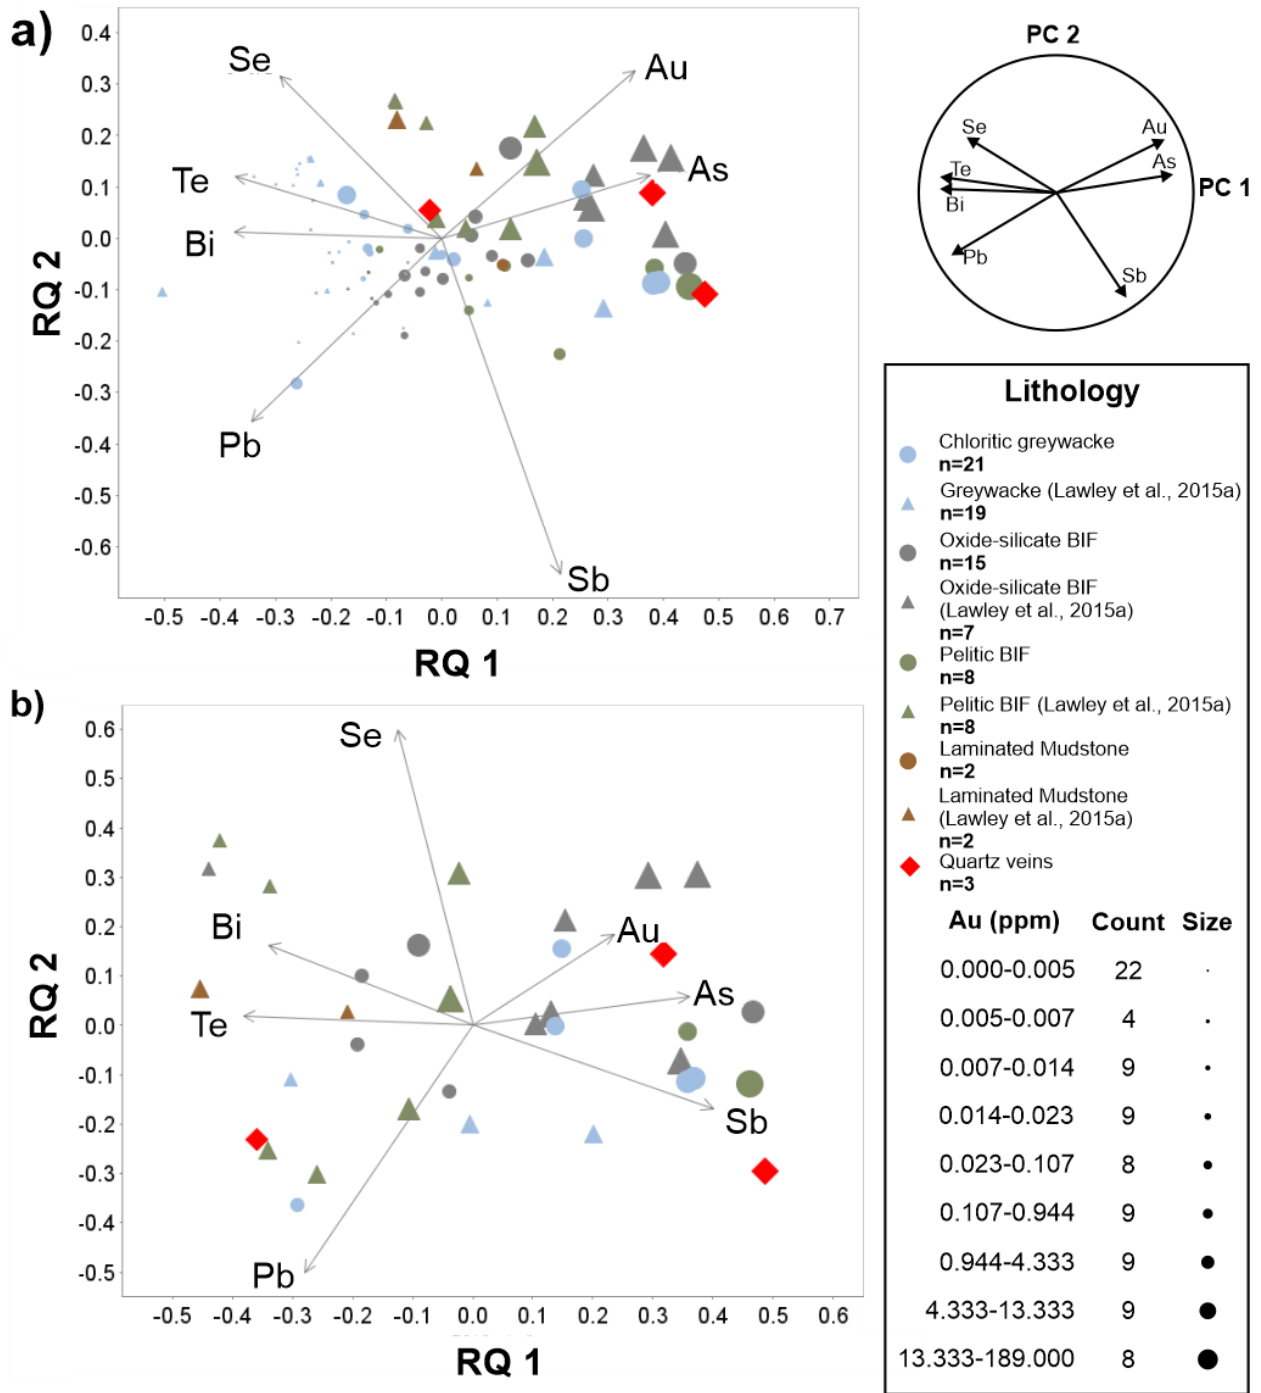 a)
0.4
0.3
0.2
0.1
0.0
-0.1
-0.2
-0.3
-0.4
-0.5
-0.6
RQ 2
Se
Au
Te
As
Bi
Pb
Sb
-0.5 -0.4 -0.3 -0.2 -0.1 0.0 0.1 0.2 0.3 0.4 0.5 0.6 0.7
RQ 1
PC 2
Se
Au
Te
As
PC 1
Bi
Pb
Sb
b)
0.6
0.5
0.4
0.3
0.2
0.1
0.0
-0.1
-0.2
-0.3
-0.4
-0.5
RQ 2
Se
Bi
Au
As
Te
Sb
Pb
-0.5 -0.4 -0.3 -0.2 -0.1 0.0 0.1 0.2 0.3 0.4 0.5 0.6
RQ 1
Lithology
Chloritic greywacke
n=21
Greywacke (Lawley et al., 2015a)
n=19
Oxide-silicate BIF
n=15
Oxide-silicate BIF
(Lawley et al., 2015a)
n=7
Pelitic BIF
n=8
Pelitic BIF (Lawley et al., 2015a)
n=8
Laminated Mudstone
n=2
Laminated Mudstone
(Lawley et al., 2015a)
n=2
Quartz veins
n=3
Au (ppm) Count Size
0.000-0.005 22
0.005-0.007 4
0.007-0.014 9
0.014-0.023 9
0.023-0.107 8
0.107-0.944 9
0.944-4.333 9
4.333-13.333 9
13.333-189.000 8